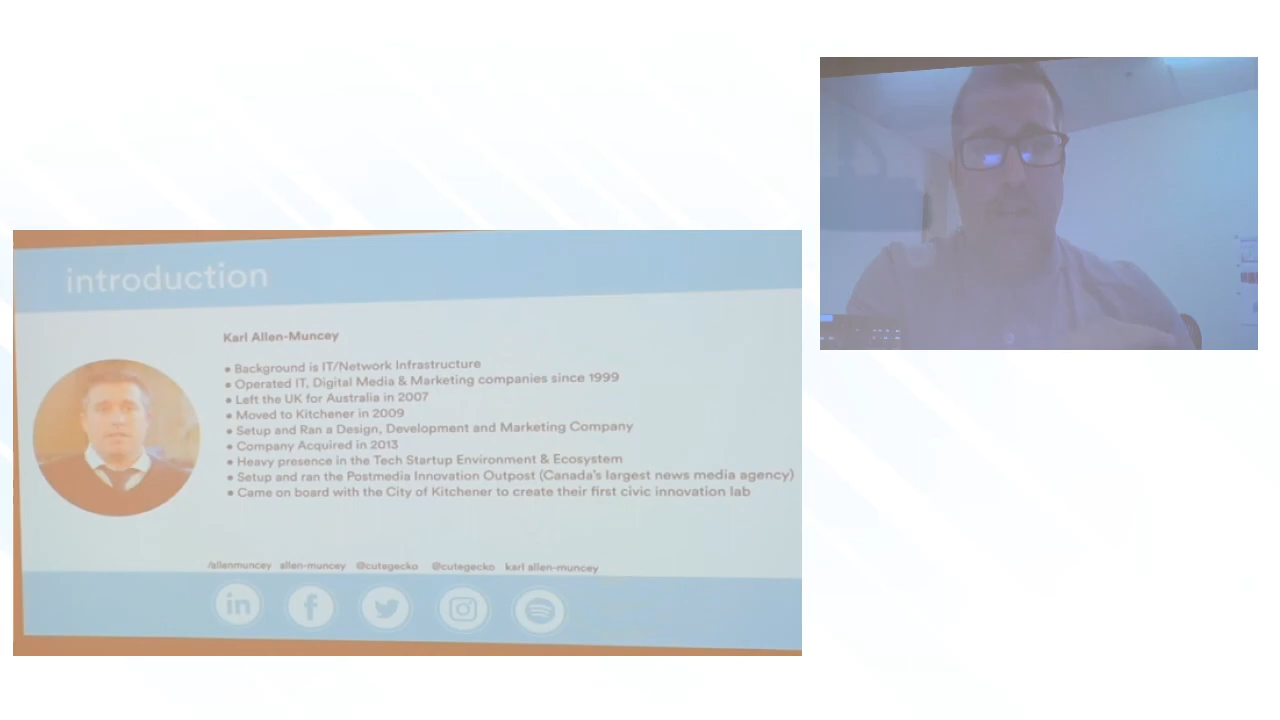 introduction
Karl Allen-Muncey
• Background is IT/Network Infrastructure
• Operated IT, Digital Media & Marketing companies since 1999
• Left the UK for Australia in 2007
• Moved to Kitchener in 2009
• Setup and Ran a Design, Development and Marketing Company
• Company Acquired in 2013
• Heavy presence in the Tech Startup Environment & Ecosystem
• Setup and ran the Postmedia Innovation Outpost (Canada's largest news media agency)
• Came on board with the City of Kitchener to create their first civic innovation lab
/allenmuncey allen-muncey @cutegecko @cutegecko karl allen-muncey
in f